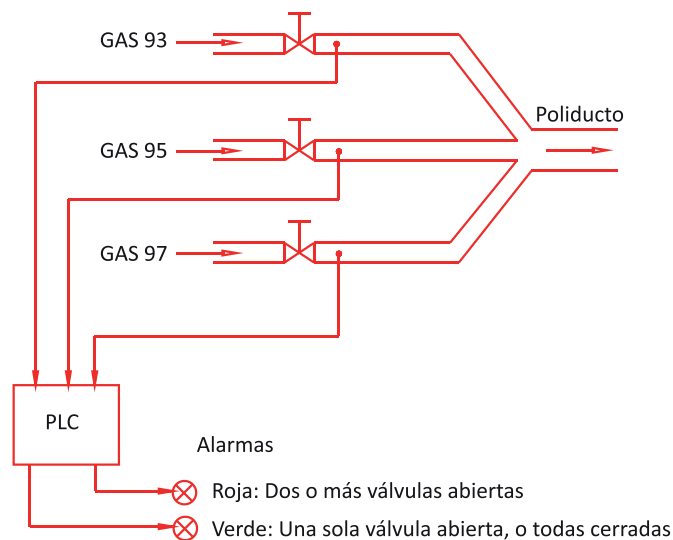 GAS 93
Poliducto
GAS 95
GAS 97
PLC
Alarmas
Roja: Dos o más válvulas abiertas
Verde: Una sola válvula abierta, o todas cerradas